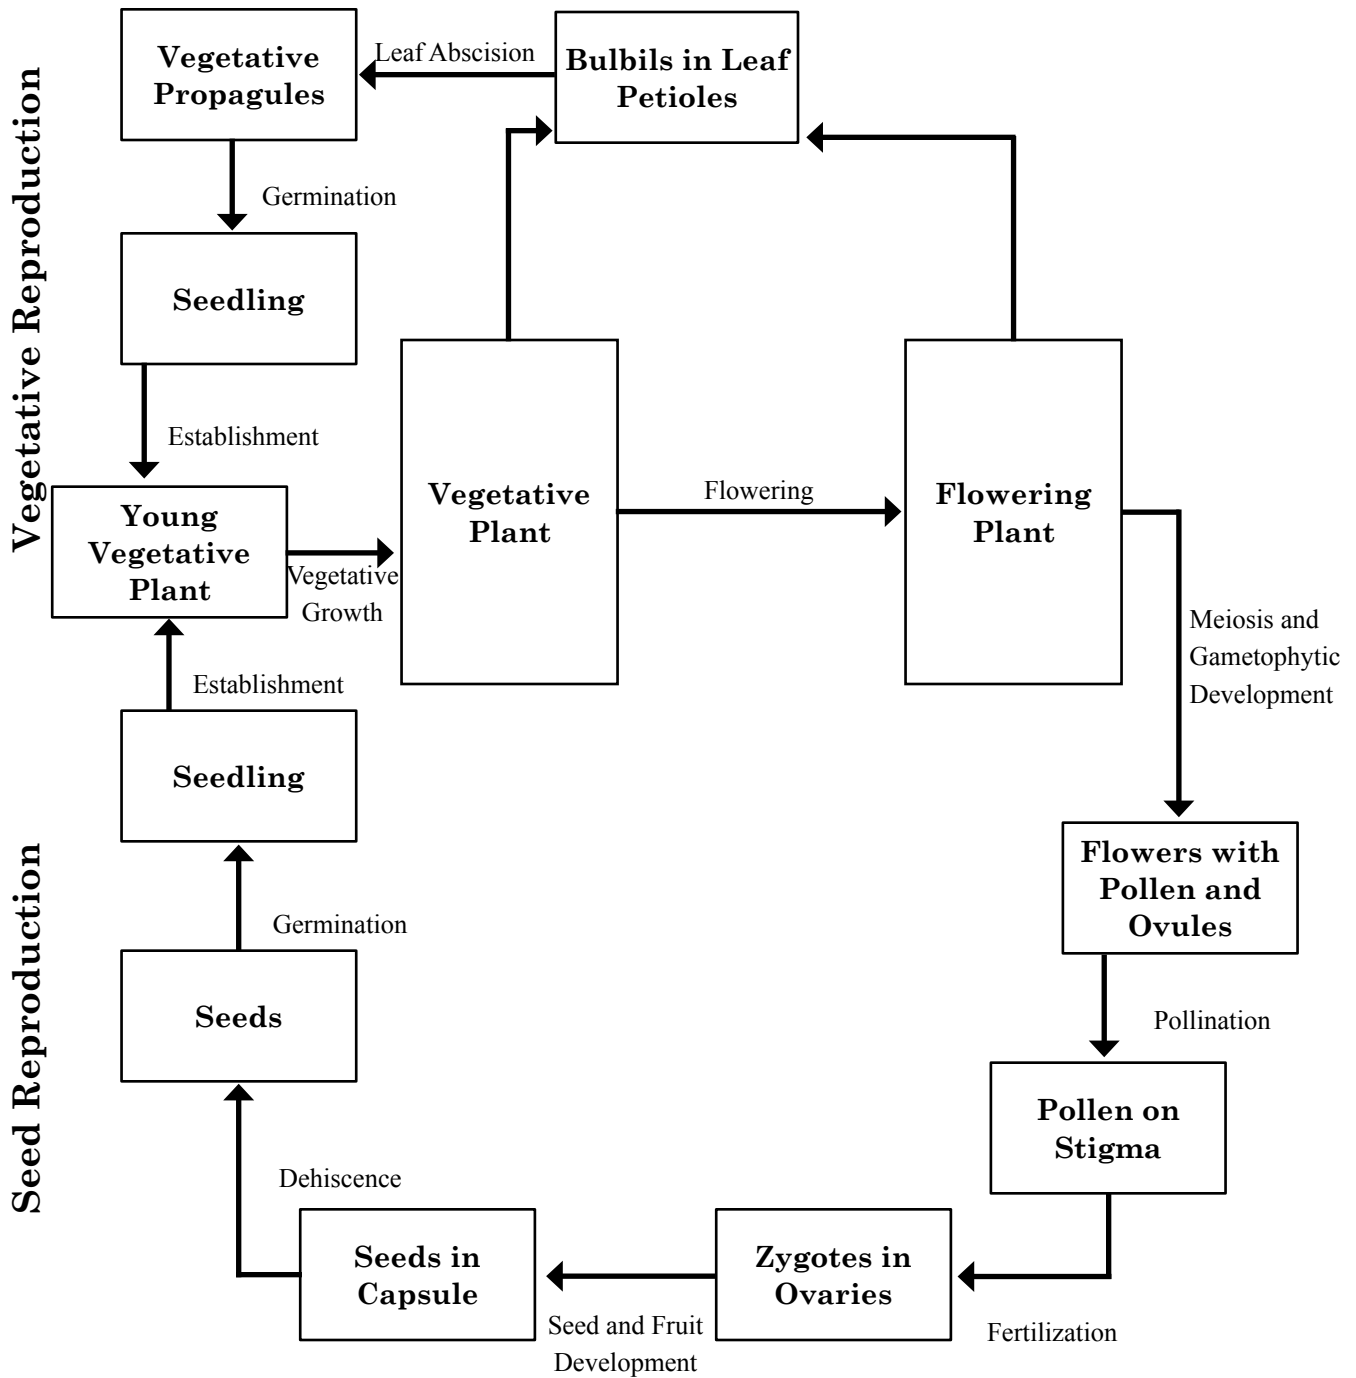 Vegetative Reproduction
Vegetative
Propagules
Leaf Abscision
Bulbils in Leaf
Petioles
Germination
Seedling
Establishment
Young
Vegetative
Plant
Vegetative
Growth
Vegetative
Plant
Flowering
Flowering
Plant
Meiosis and
Gametophytic
Development
Seed Reproduction
Establishment
Seedling
Germination
Seeds
Dehiscence
Seeds in
Capsule
Seed and Fruit
Development
Zygotes in
Ovaries
Fertilization
Pollen on
Stigma
Pollination
Flowers with
Pollen and
Ovules